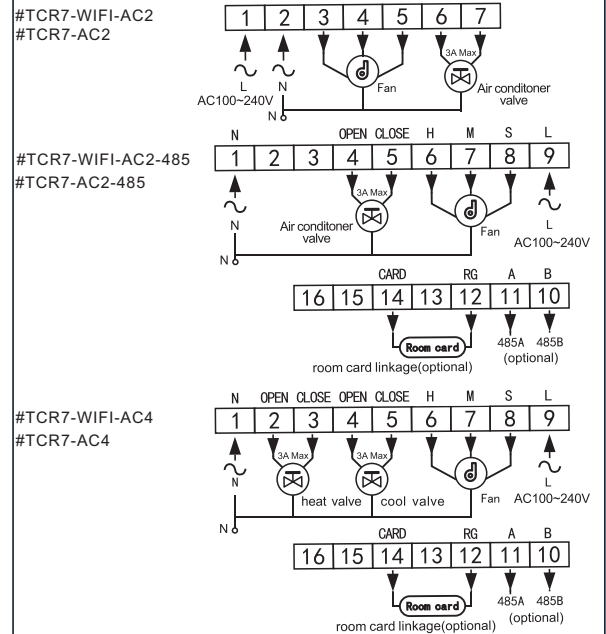 #TCR7-WIFI-AC2
#TCR7-AC2
1 2 3 4 5 6 7
3A Max
L
Fan
Air conditoner
valve
AC100~240V
N
N OPEN CLOSE H M S L
#TCR7-WIFI-AC2-485
1 2 3 4 5 6 7 8 9
#TCR7-AC2-485
3A Max
N
Air conditoner
valve
Fan
L
AC100~240V
N
CARD RG A B
16 15 14 13 12 11 10
Room card
485A 485B
(optional)
room card linkage(optional)
N OPEN CLOSE OPEN CLOSE H M S L
#TCR7-WIFI-AC4
1 2 3 4 5 6 7 8 9
#TCR7-AC4
3A Max 3A Max
N
L
heat valve cool valve Fan AC100~240V
N
CARD RG A B
16 15 14 13 12 11 10
Room card
485A 485B
(optional)
room card linkage(optional)